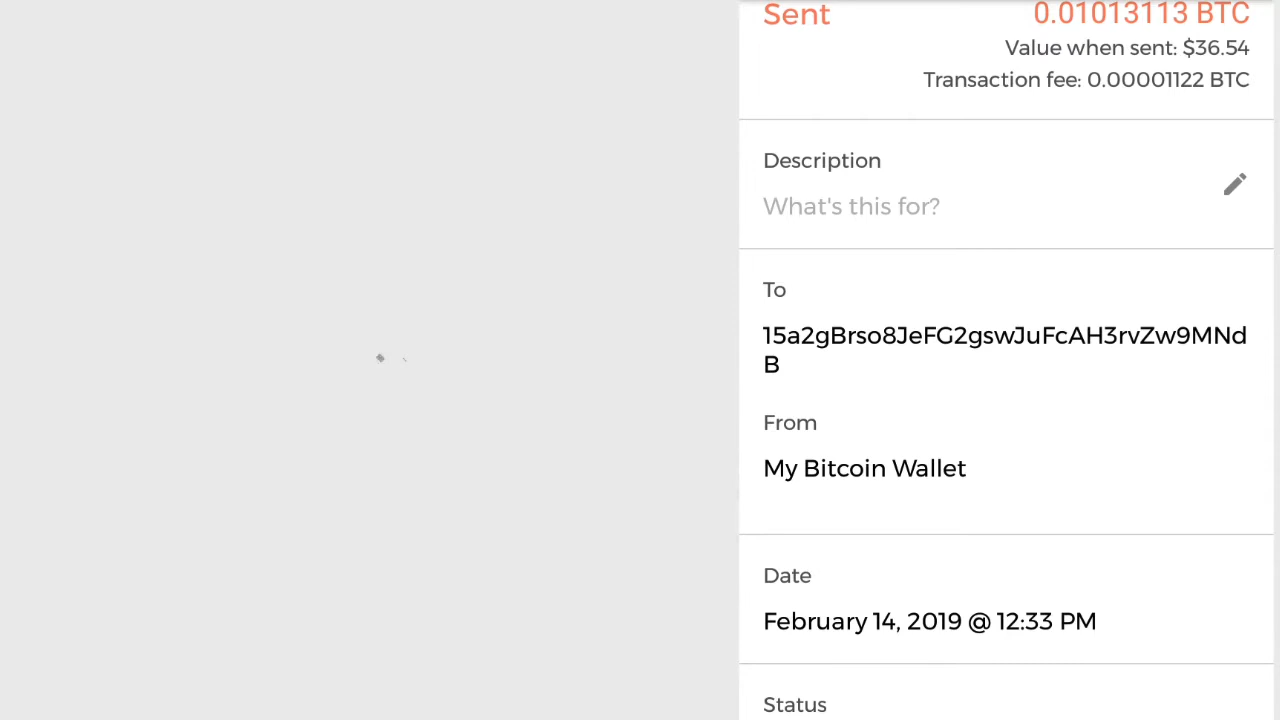 Sent
0.01013113 BTC
Value when sent: $36.54
Transaction fee: 0.00001122 BTC
Description
What's this for?
To
15a2gBrso8JeFG2gswJuFcAH3rvZw9MNd
B
From
My Bitcoin Wallet
Date
February 14, 2019 @ 12:33 PM
Status